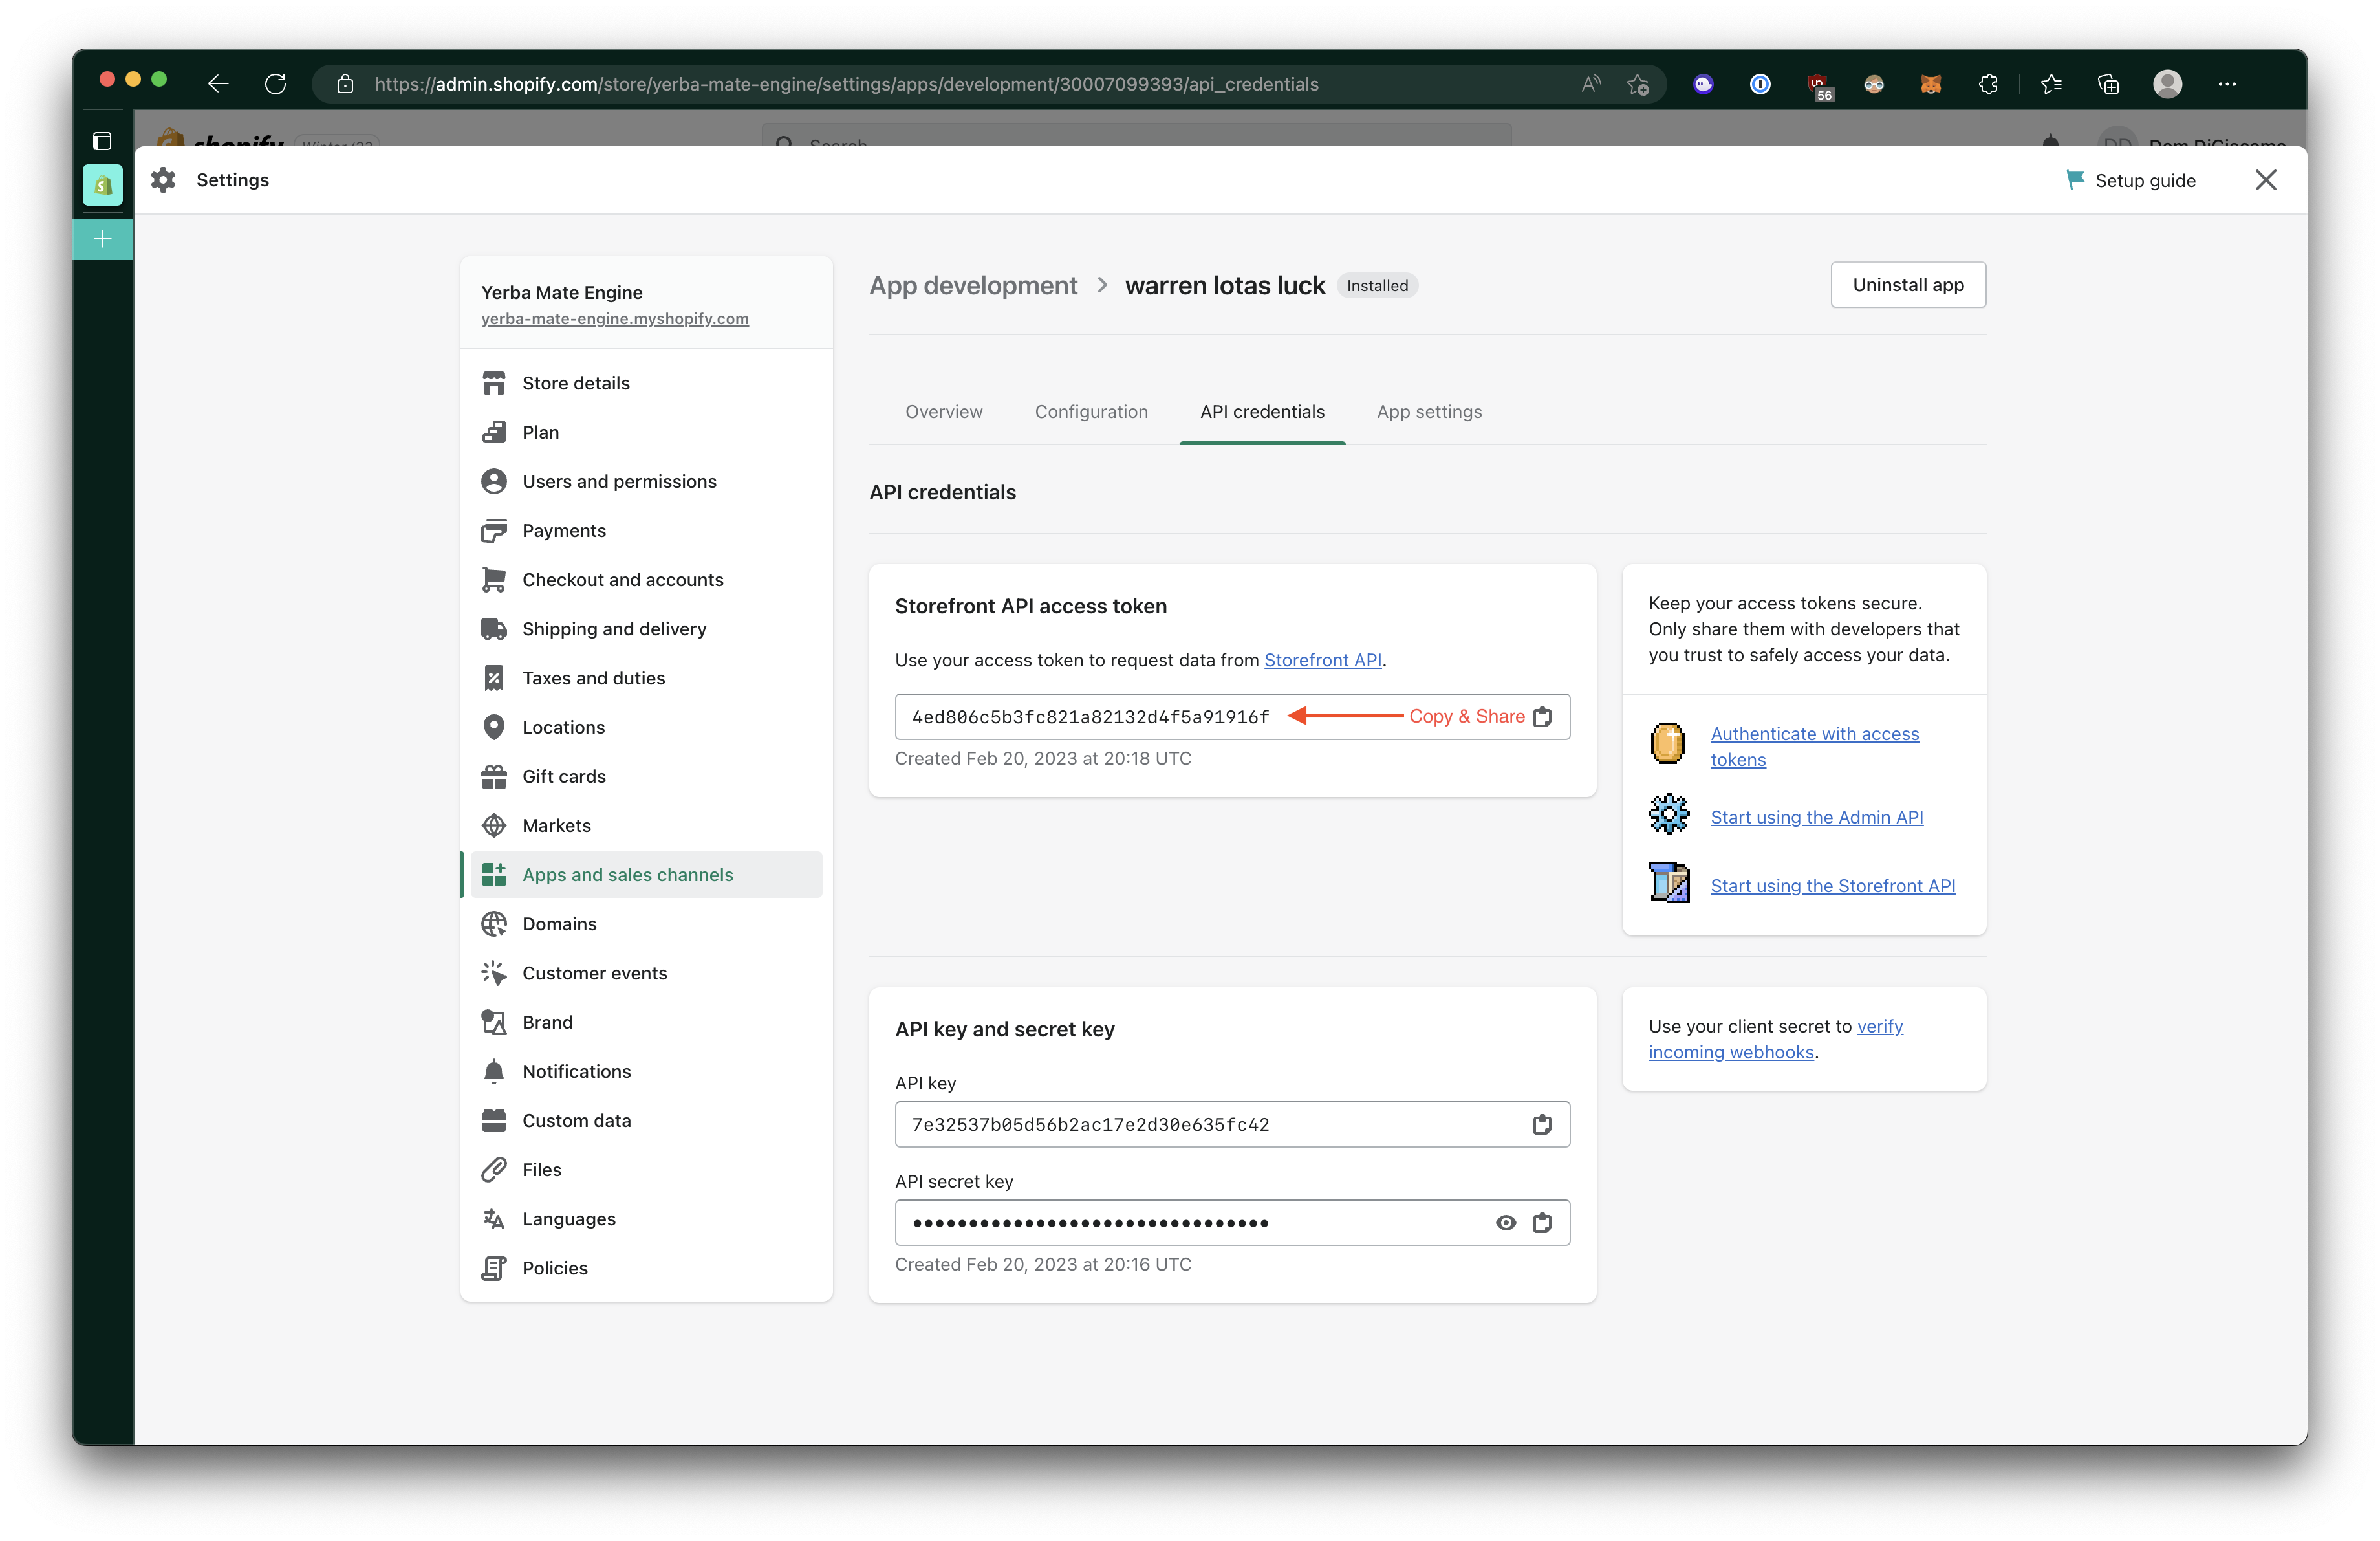 https://admin.shopify.com/store/yerba-mate-engine/settings/apps/development/30007099393/api_credentials
56
shopify
Search
Settings
Setup guide
Yerba Mate Engine
yerba-mate-engine.myshopify.com
Store details
Plan
Users and permissions
Payments
Checkout and accounts
Shipping and delivery
Taxes and duties
Locations
Gift cards
Markets
Apps and sales channels
Domains
Customer events
Brand
Notifications
Custom data
Files
Languages
Policies
App development > warren lotas luck Installed
Uninstall app
Overview Configuration API credentials App settings
API credentials
Storefront API access token
Use your access token to request data from Storefront API.
4ed806c5b3fc821a82132d4f5a91916f Copy & Share
Created Feb 20, 2023 at 20:18 UTC
Keep your access tokens secure.
Only share them with developers that
you trust to safely access your data.
Authenticate with access
tokens
Start using the Admin API
Start using the Storefront API
API key and secret key
API key
7e32537b05d56b2ac17e2d30e635fc42
API secret key
••••••••••••••••••••••••••••••••
Created Feb 20, 2023 at 20:16 UTC
Use your client secret to verify
incoming webhooks.